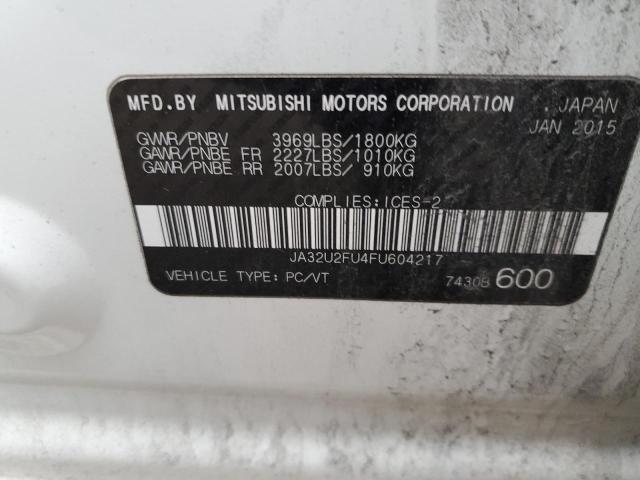 MFD.BY MITSUBISHI MOTORS CORPORATION . JAPAN
JAN 2015
GVWR/PNBV 3969LBS/1800KG
GAWR/PNBE FR 2227LBS/1010KG
GAWR/PNBE RR 2007LBS/ 910KG
COMPLIES:ICES-2
JA32U2FU4FU604217
VEHICLE TYPE:PC/VT 7430B 600